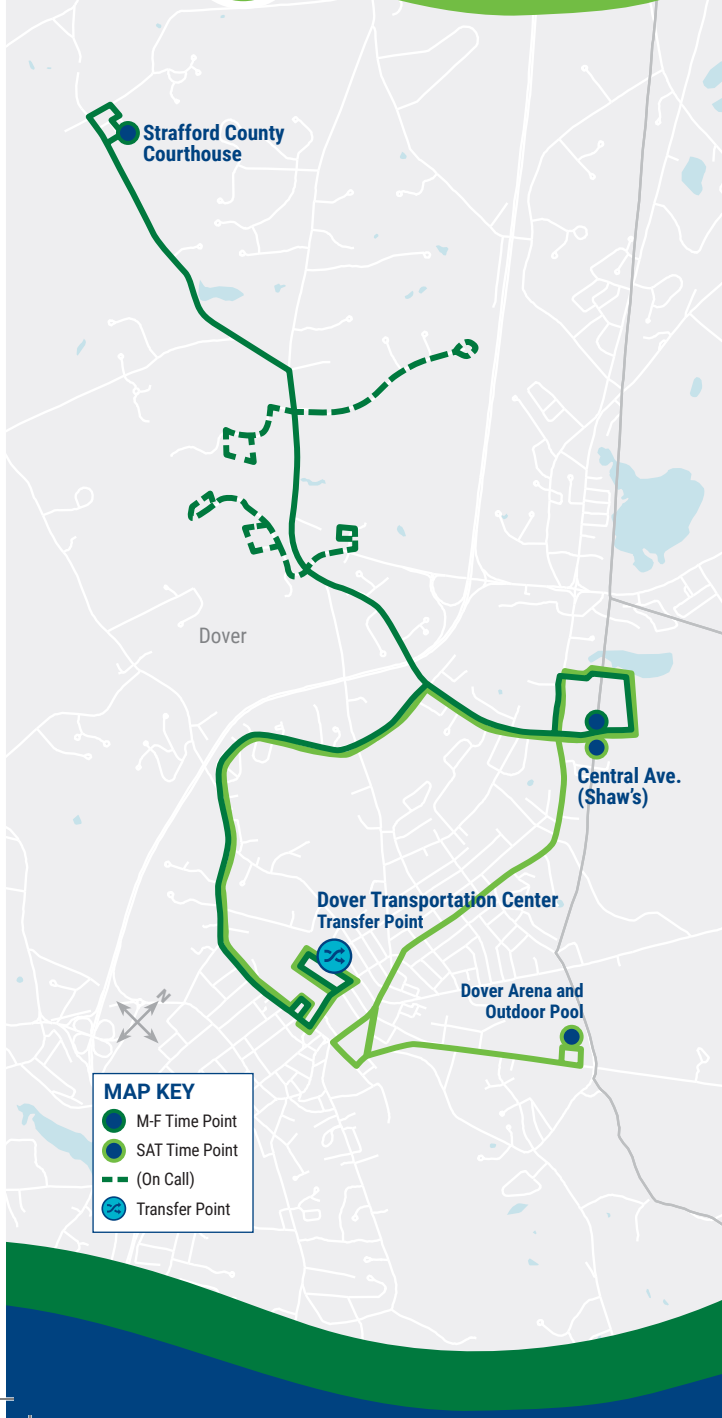 Strafford County
Courthouse
Dover
Central Ave.
(Shaw's)
Dover Transportation Center
Transfer Point
Dover Arena and
Outdoor Pool
N
MAP KEY
M-F Time Point
SAT Time Point
(On Call)
Transfer Point